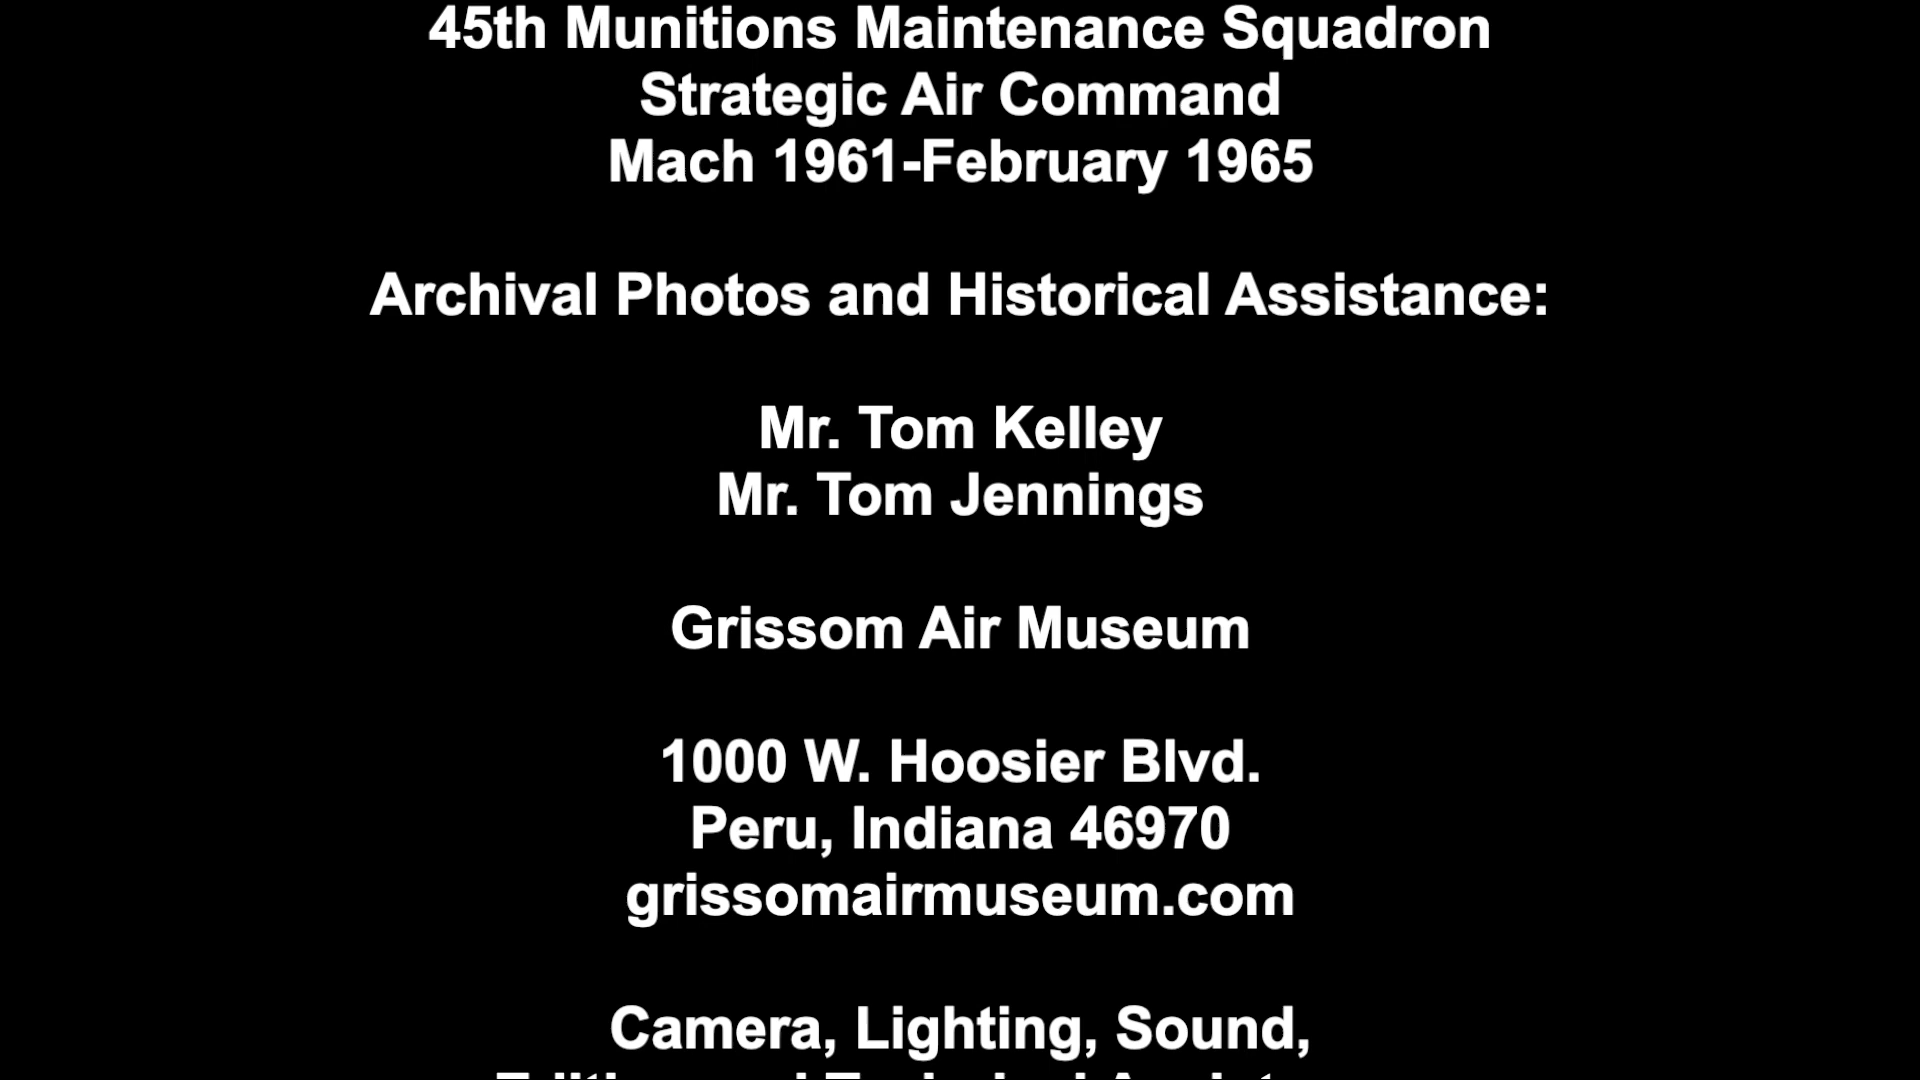 45th Munitions Maintenance Squadron
Strategic Air Command
Mach 1961-February 1965
Archival Photos and Historical Assistance:
Mr. Tom Kelley
Mr. Tom Jennings
Grissom Air Museum
1000 W. Hoosier Blvd.
Peru, Indiana 46970
grissomairmuseum.com
Camera, Lighting, Sound,